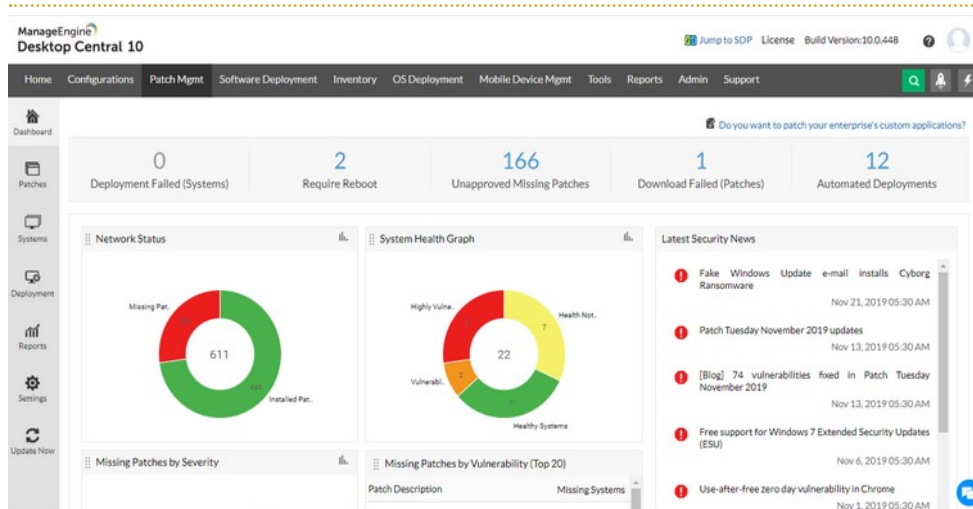 ManageEngine
Desktop Central 10
Jump to SDP License Build Version:10.0.448
Home Configurations Patch Mgmt Software Deployment Inventory OS Deployment Mobile Device Mgmt Tools Reports Admin Support
Dashboard
Patches
Systems
Deployment
Reports
Settings
Update Now
Do you want to patch your enterprise's custom applications?
0
Deployment Failed (Systems)
2
Require Reboot
166
Unapproved Missing Patches
1
Download Failed (Patches)
12
Automated Deployments
Network Status
Missing Pat..
611
445
Installed Pat..
System Health Graph
Highly Vulne..
Health Not..
7
22
2
Vulnerabl..
7
Healthy Systems
Latest Security News
Fake Windows Update e-mail installs Cyborg
Ransomware
Nov 21, 2019 05:30 AM
Patch Tuesday November 2019 updates
Nov 13, 2019 05:30 AM
[Blog] 74 vulnerabilities fixed in Patch Tuesday
November 2019
Nov 13, 2019 05:30 AM
Free support for Windows 7 Extended Security Updates
(ESU)
Nov 6, 2019 05:30 AM
Use-after-free zero day vulnerability in Chrome
Nov 1, 2019 05:30 AM
Missing Patches by Severity
Missing Patches by Vulnerability (Top 20)
Patch Description Missing Systems